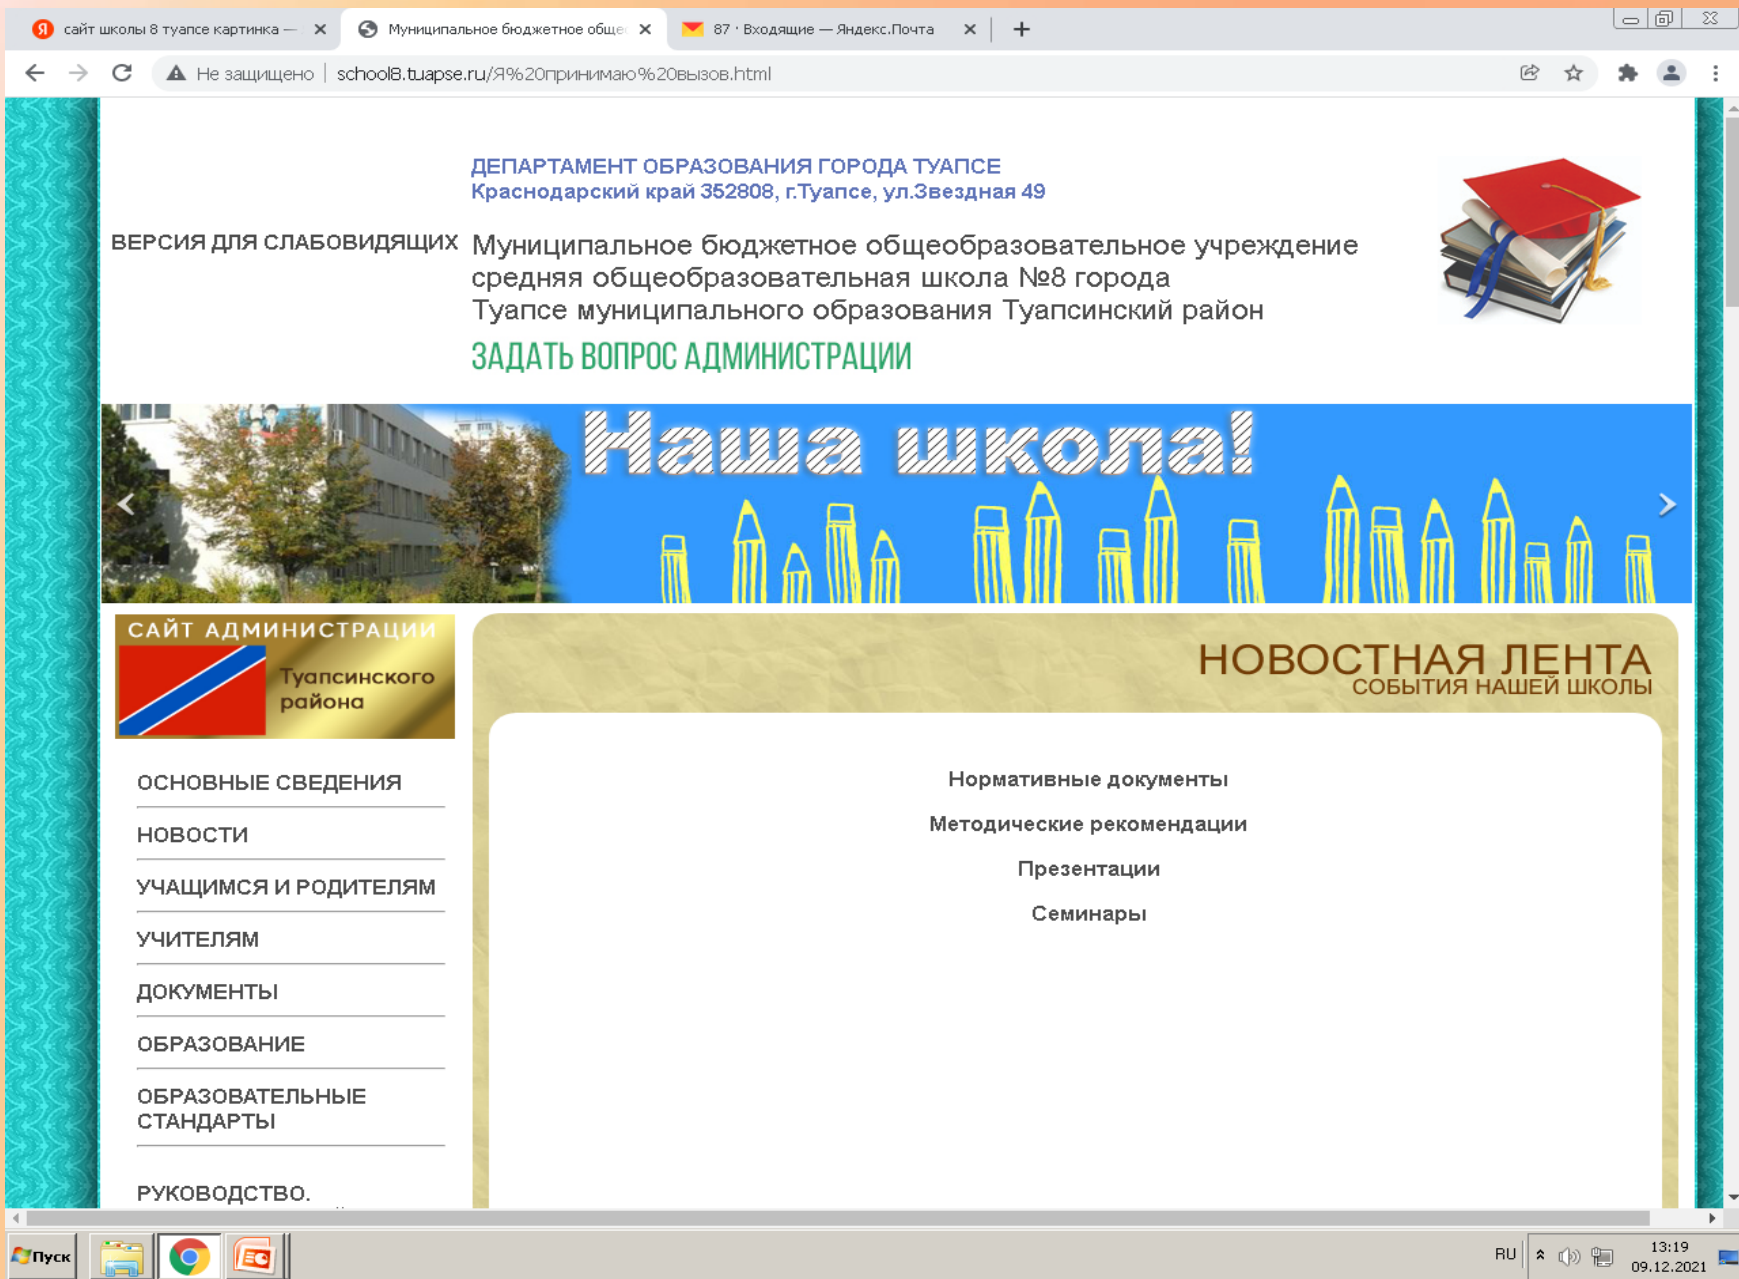 сайт школы 8 туапсе картинка —
Муниципальное бюджетное общес
87 · Входящие — Яндекс.Почта
Не защищено
school8.tuapse.ru/Я%20принимаю%20вызов.html
ДЕПАРТАМЕНТ ОБРАЗОВАНИЯ ГОРОДА ТУАПСЕ
Краснодарский край 352808, г.Туапсе, ул.Звездная 49
ВЕРСИЯ ДЛЯ СЛАБОВИДЯЩИХ
Муниципальное бюджетное общеобразовательное учреждение
средняя общеобразовательная школа №8 города
Туапсе муниципального образования Туапсинский район
ЗАДАТЬ ВОПРОС АДМИНИСТРАЦИИ
Наша школа!
САЙТ АДМИНИСТРАЦИИ
Туапсинского
района
НОВОСТНАЯ ЛЕНТА
СОБЫТИЯ НАШЕЙ ШКОЛЫ
ОСНОВНЫЕ СВЕДЕНИЯ
НОВОСТИ
УЧАЩИМСЯ И РОДИТЕЛЯМ
УЧИТЕЛЯМ
ДОКУМЕНТЫ
ОБРАЗОВАНИЕ
ОБРАЗОВАТЕЛЬНЫЕ
СТАНДАРТЫ
РУКОВОДСТВО.
Нормативные документы
Методические рекомендации
Презентации
Семинары
Пуск
RU
13:19
09.12.2021